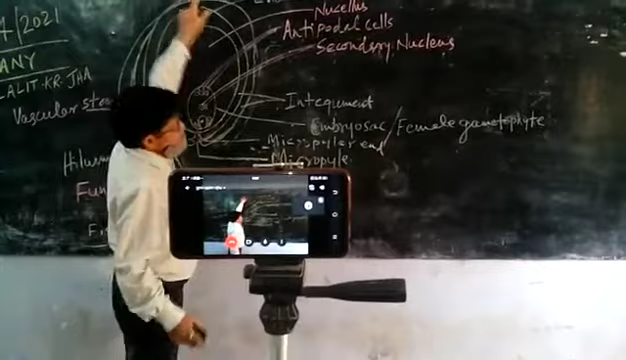 /4/2021
ANY
LALIT.KR.JHA
Vascular
Nucellus
Antipodal cells
Secondary Nucleus
Integument
Embryosac/Female gametophyte
Micropyler end
Micropyle